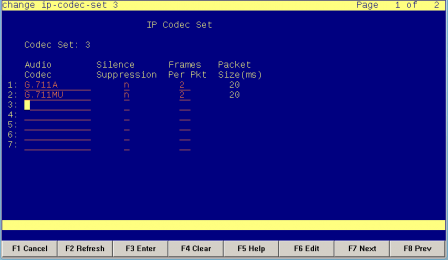 change ip-codec-set 3 Page 1 of 2
IP Codec Set
Codec Set: 3
Audio Silence Frames Packet
Codec Suppression Per Pkt Size(ms)
1: G.711A n 2 20
2: G.711MU n 2 20
3:
4:
5:
6:
7:
F1 Cancel F2 Refresh F3 Enter F4 Clear F5 Help F6 Edit F7 Next F8 Prev